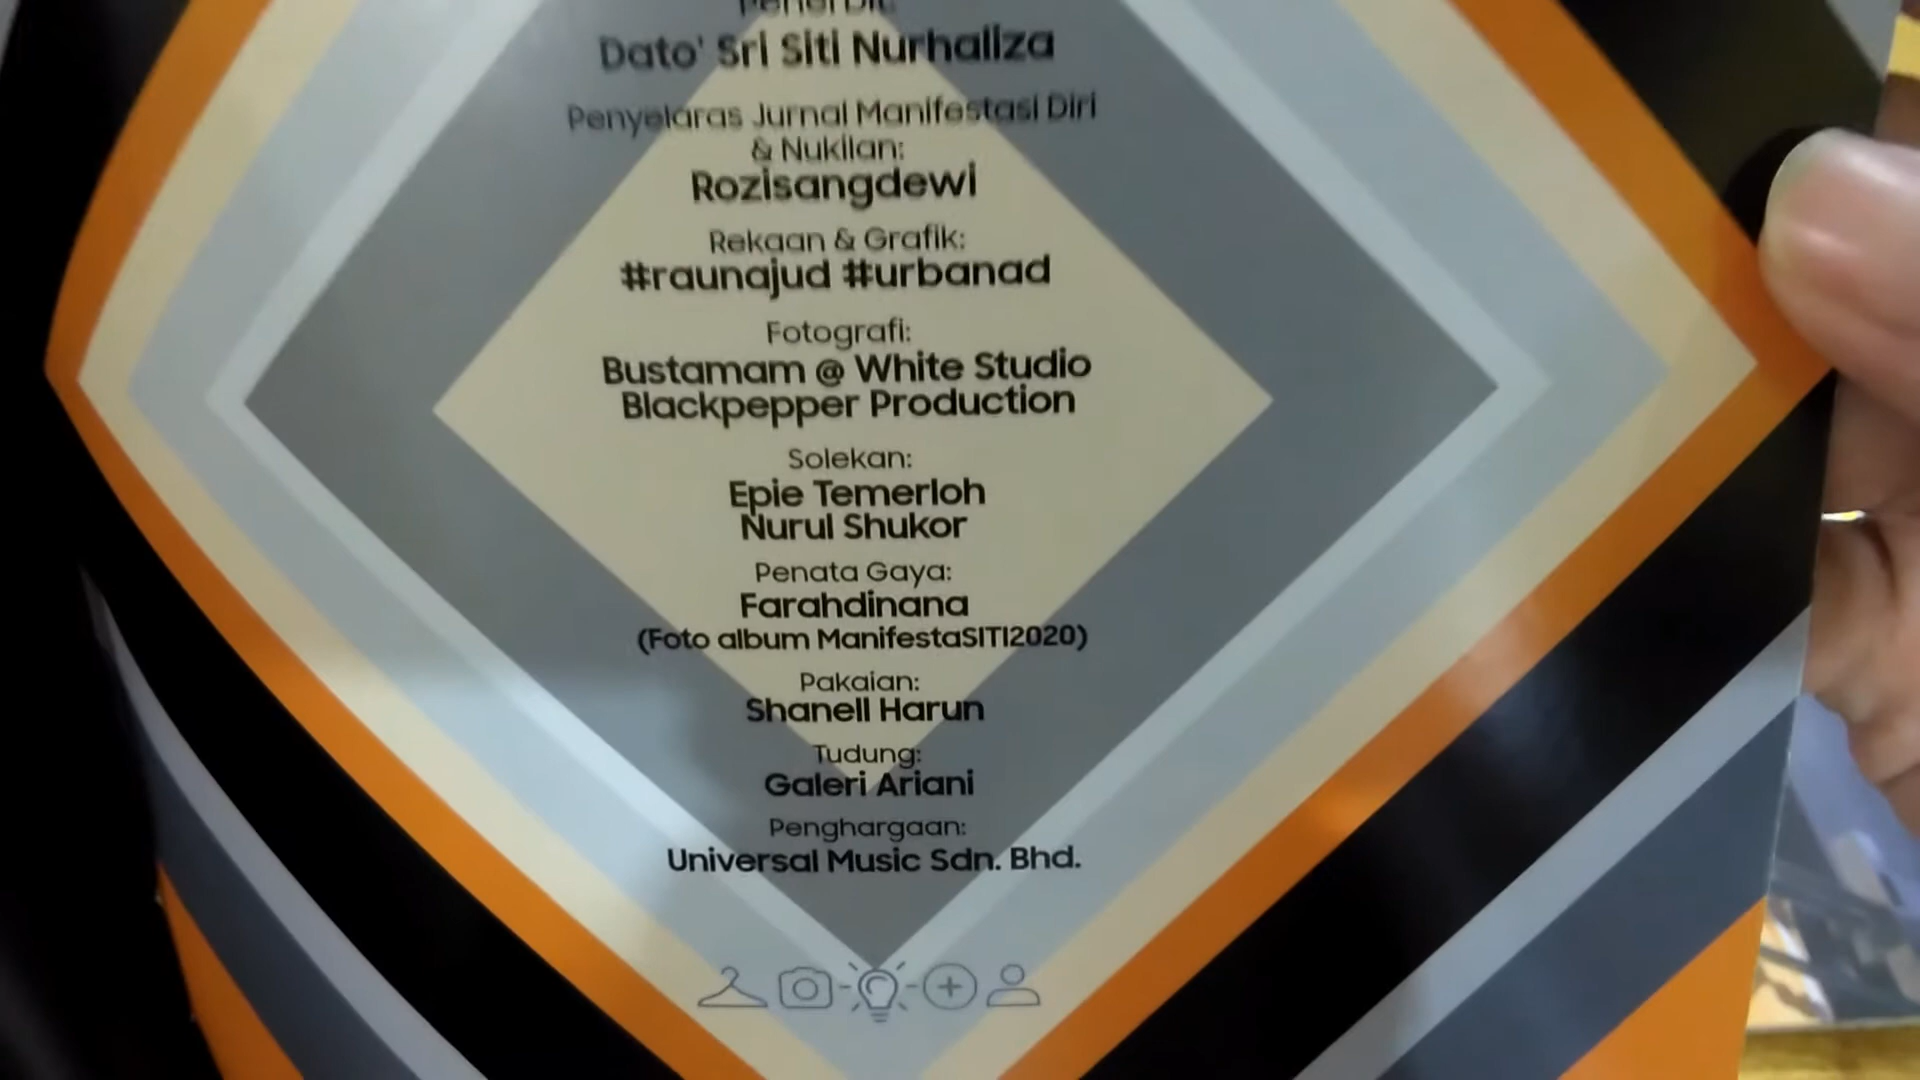 Penerbit:
Dato' Sri Siti Nurhaliza
Penyelaras Jurnal Manifestasi Diri
& Nukilan:
Rozisangdewi
Rekaan & Grafik:
#raunajud #urbanad
Fotografi:
Bustamam @ White Studio
Blackpepper Production
Solekan:
Epie Temerloh
Nurul Shukor
Penata Gaya:
Farahdinana
(Foto album ManifestaSITI2020)
Pakaian:
Shanell Harun
Tudung:
Galeri Ariani
Penghargaan:
Universal Music Sdn. Bhd.